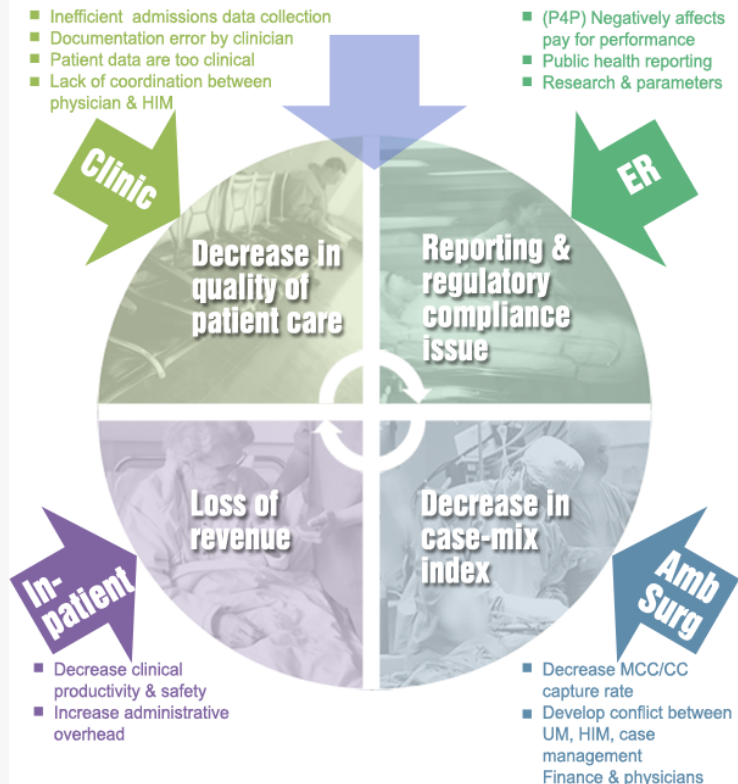 Inefficient admissions data collection
Documentation error by clinician
Patient data are too clinical
Lack of coordination between
physician & HIM
(P4P) Negatively affects
pay for performance
Public health reporting
Research & parameters
Clinic
ER
Decrease in
quality of
patient care
Reporting &
regulatory
compliance
issue
Loss of
revenue
Decrease in
case-mix
index
In-
patient
Amb
Surg
Decrease clinical
productivity & safety
Increase administrative
overhead
Decrease MCC/CC
capture rate
Develop conflict between
UM, HIM, case
management
Finance & physicians